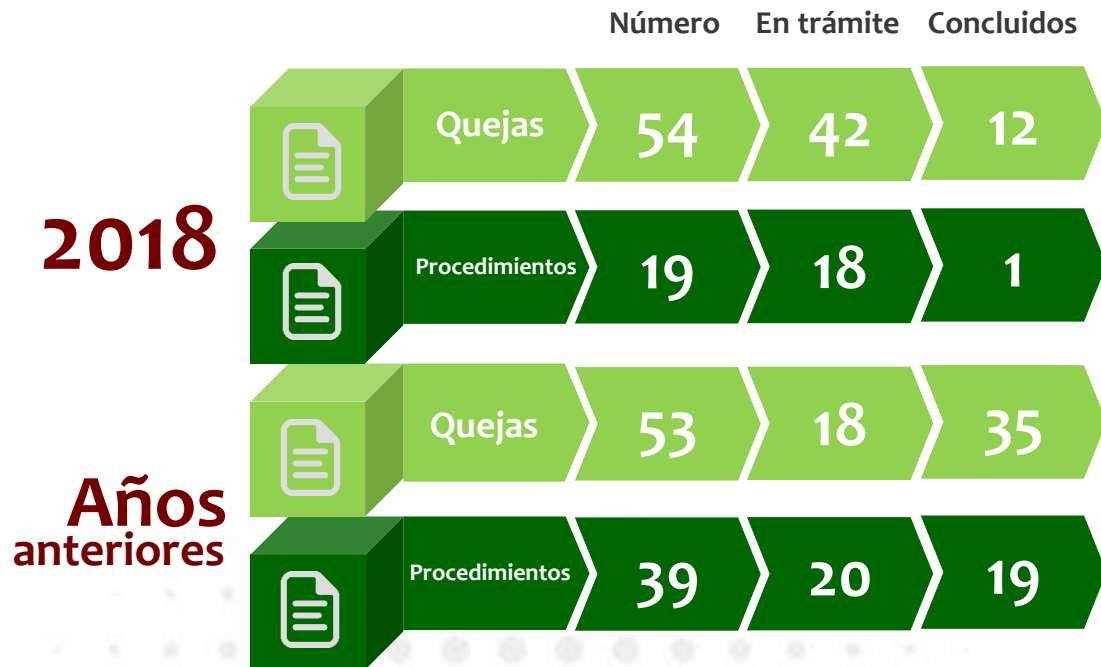 Número En trámite Concluidos
Quejas 54 42 12
2018
Procedimientos 19 18 1
Quejas 53 18 35
Años
anteriores
Procedimientos 39 20 19